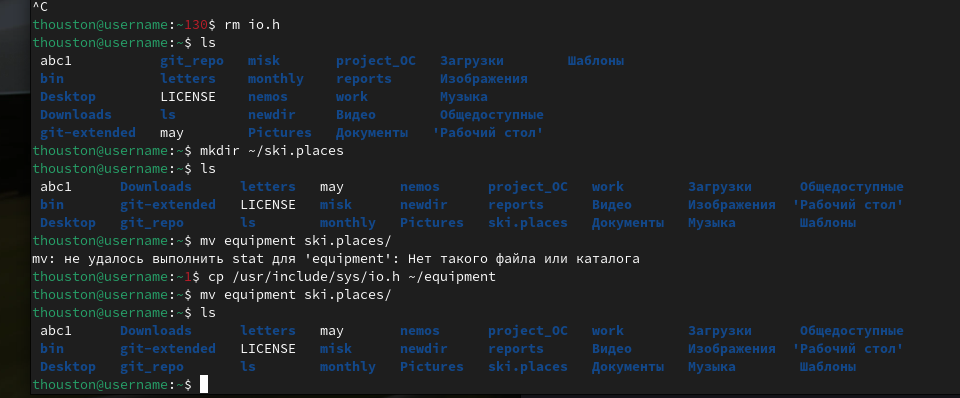 ^C
thouston@username:~130$ rm io.h
thouston@username:~$ ls
abc1 git_repo misk project_OC Загрузки Шаблоны
bin letters monthly reports Изображения
Desktop LICENSE nemos work Музыка
Downloads ls newdir Видео Общедоступные
git-extended may Pictures Документы 'Рабочий стол'
thouston@username:~$ mkdir ~/ski.places
thouston@username:~$ ls
abc1 Downloads letters may nemos project_OC work Загрузки Общедоступные
bin git-extended LICENSE misk newdir reports Видео Изображения 'Рабочий стол'
Desktop git_repo ls monthly Pictures ski.places Документы Музыка Шаблоны
thouston@username:~$ mv equipment ski.places/
mv: не удалось выполнить stat для 'equipment': Нет такого файла или каталога
thouston@username:~1$ cp /usr/include/sys/io.h ~/equipment
thouston@username:~$ mv equipment ski.places/
thouston@username:~$ ls
abc1 Downloads letters may nemos project_OC work Загрузки Общедоступные
bin git-extended LICENSE misk newdir reports Видео Изображения 'Рабочий стол'
Desktop git_repo ls monthly Pictures ski.places Документы Музыка Шаблоны
thouston@username:~$